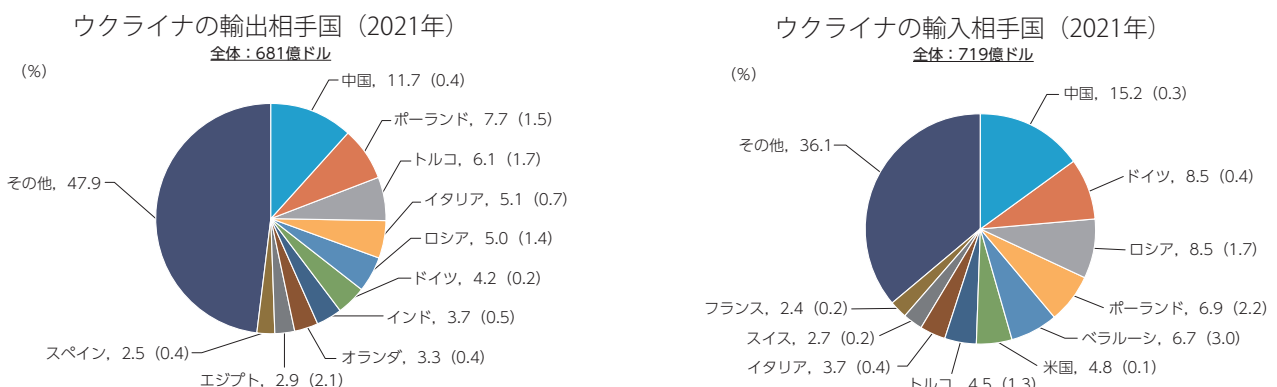 ウクライナの輸出相手国（2021年）
全体：681億ドル
（%）
中国，11.7（0.4）
ポーランド，7.7（1.5）
トルコ，6.1（1.7）
イタリア，5.1（0.7）
ロシア，5.0（1.4）
ドイツ，4.2（0.2）
インド，3.7（0.5）
オランダ，3.3（0.4）
エジプト，2.9（2.1）
スペイン，2.5（0.4）
その他，47.9
ウクライナの輸入相手国（2021年）
全体：719億ドル
（%）
中国，15.2（0.3）
ドイツ，8.5（0.4）
ロシア，8.5（1.7）
ポーランド，6.9（2.2）
ベラルーシ，6.7（3.0）
米国，4.8（0.1）
トルコ，4.5（1.3）
イタリア，3.7（0.4）
スイス，2.7（0.2）
フランス，2.4（0.2）
その他，36.1